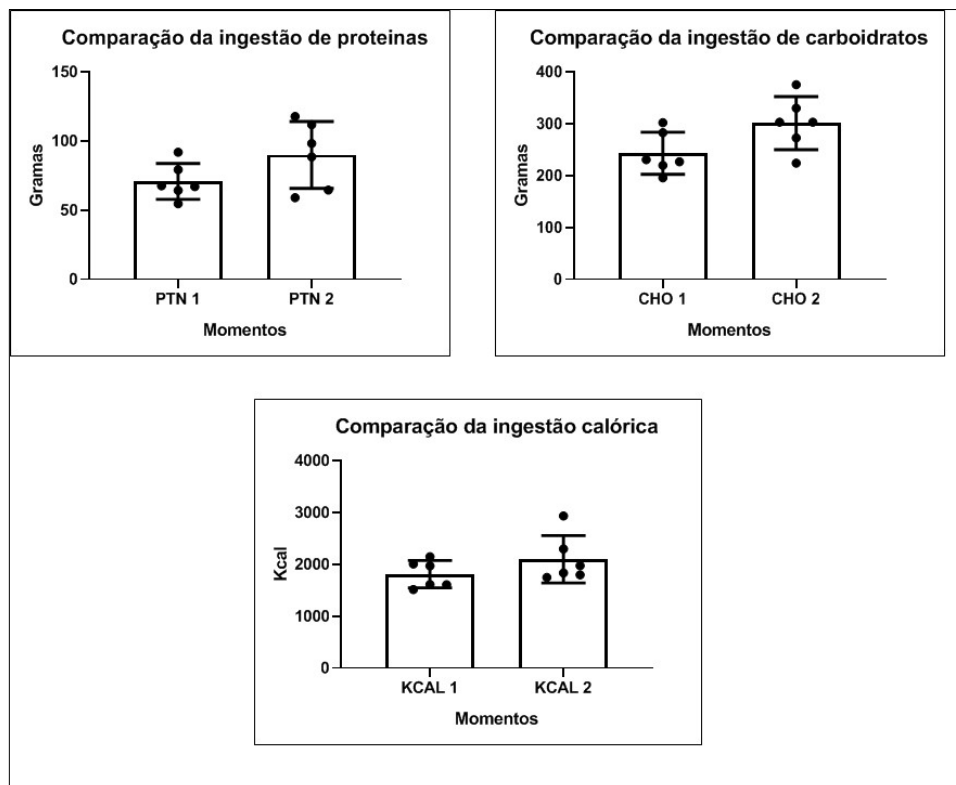 Comparação da ingestão de proteinas
150
100
50
0
Gramas
PTN 1 PTN 2
Momentos
Comparação da ingestão de carboidratos
400
300
200
100
0
Gramas
CHO 1 CHO 2
Momentos
Comparação da ingestão calórica
4000
3000
2000
1000
0
Kcal
KCAL 1 KCAL 2
Momentos